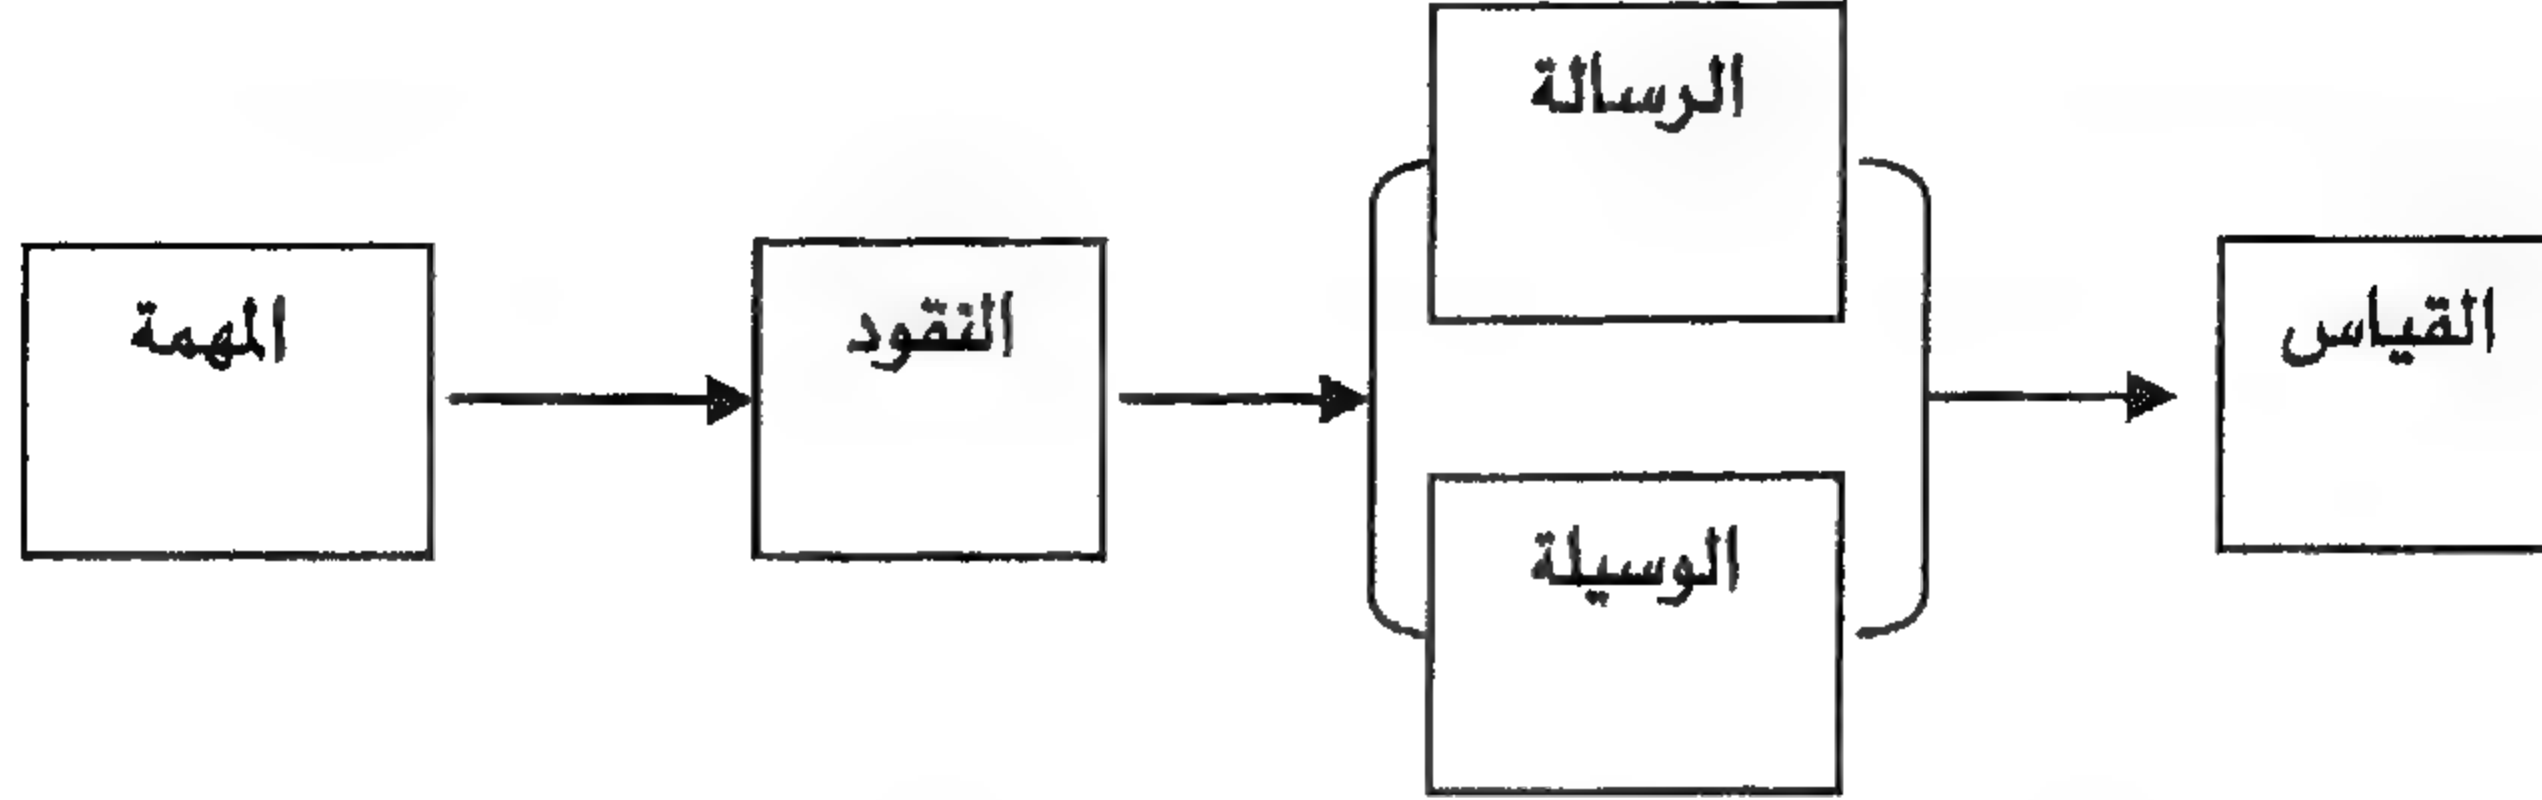 المهمة
النقود
الرسالة
الوسيلة
القياس